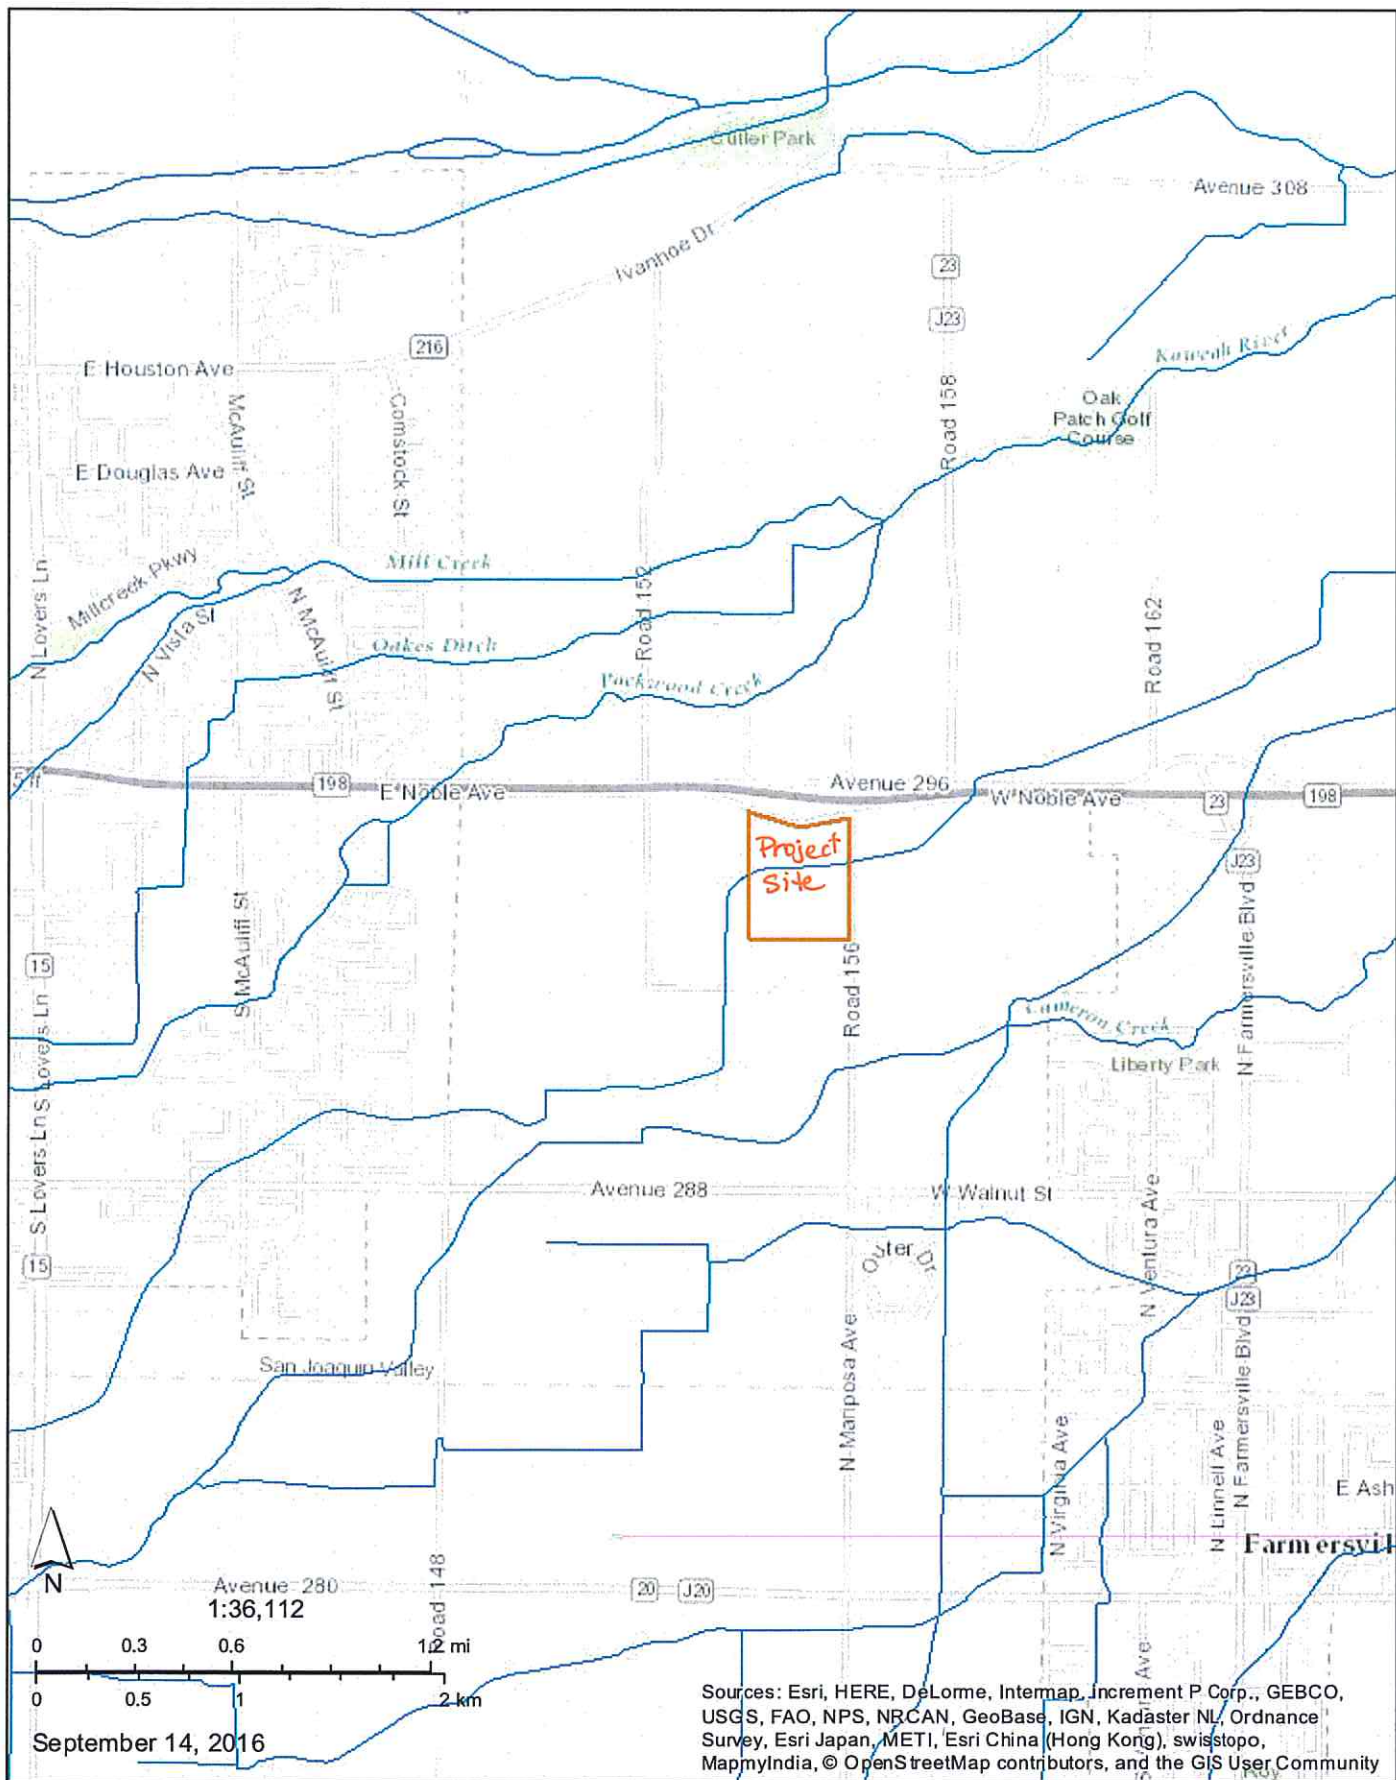 Cutler Park
Avenue 308
Ivanhoe Dr
23
J23
216
Kaweah River
E Houston Ave
Oak
Patch Golf
Course
McAuliff St
Comstock St
Road 158
E Douglas Ave
Mill Creek
Millcreek Pkwy
N Lovers Ln
N Vista St
N McAuliff St
Road 152
Road 162
Oakes Ditch
Packwood Creek
198
E Noble Ave
Avenue 296
W Noble Ave
23
198
Project
Site
J23
S McAuliff St
N Farmersville Blvd
15
Road 156
Cameron Creek
Liberty Park
S Lovers Ln
S Lovers Ln
Avenue 288
W Walnut St
Outer Dr
N Ventura Ave
15
23
J23
San Joaquin Valley
N Mariposa Ave
N Virginia Ave
N Linnell Ave
N Farmersville Blvd
E Ash
Farmersvil
N
Avenue 280
20
J20
1:36,112
Road 148
0 0.3 0.6 1.2 mi
0 0.5 1 2 km
September 14, 2016
Sources: Esri, HERE, DeLorme, Intermap, increment P Corp., GEBCO,
USGS, FAO, NPS, NRCAN, GeoBase, IGN, Kadaster NL, Ordnance
Survey, Esri Japan, METI, Esri China (Hong Kong), swisstopo,
MapmyIndia, © OpenStreetMap contributors, and the GIS User Community